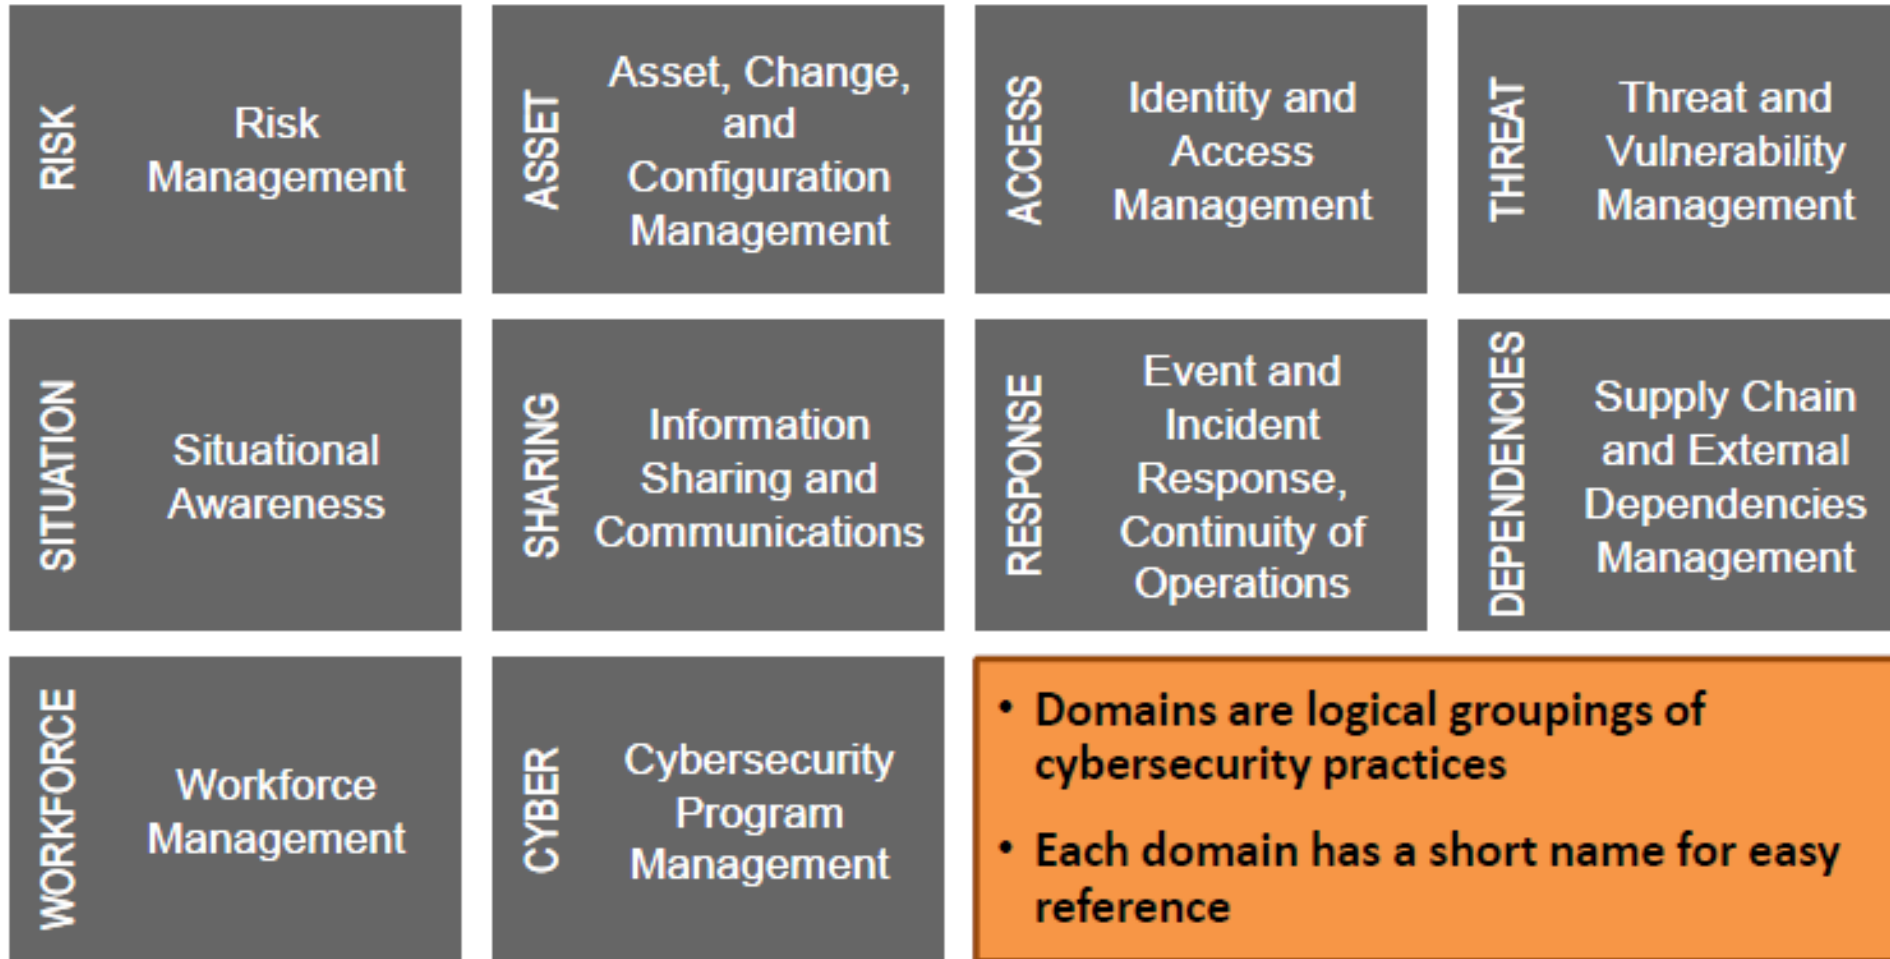 RISK
Risk
Management
ASSET
Asset, Change,
and
Configuration
Management
ACCESS
Identity and
Access
Management
THREAT
Threat and
Vulnerability
Management
SITUATION
Situational
Awareness
SHARING
Information
Sharing and
Communications
RESPONSE
Event and
Incident
Response,
Continuity of
Operations
DEPENDENCIES
Supply Chain
and External
Dependencies
Management
WORKFORCE
Workforce
Management
CYBER
Cybersecurity
Program
Management
• Domains are logical groupings of
cybersecurity practices
• Each domain has a short name for easy
reference